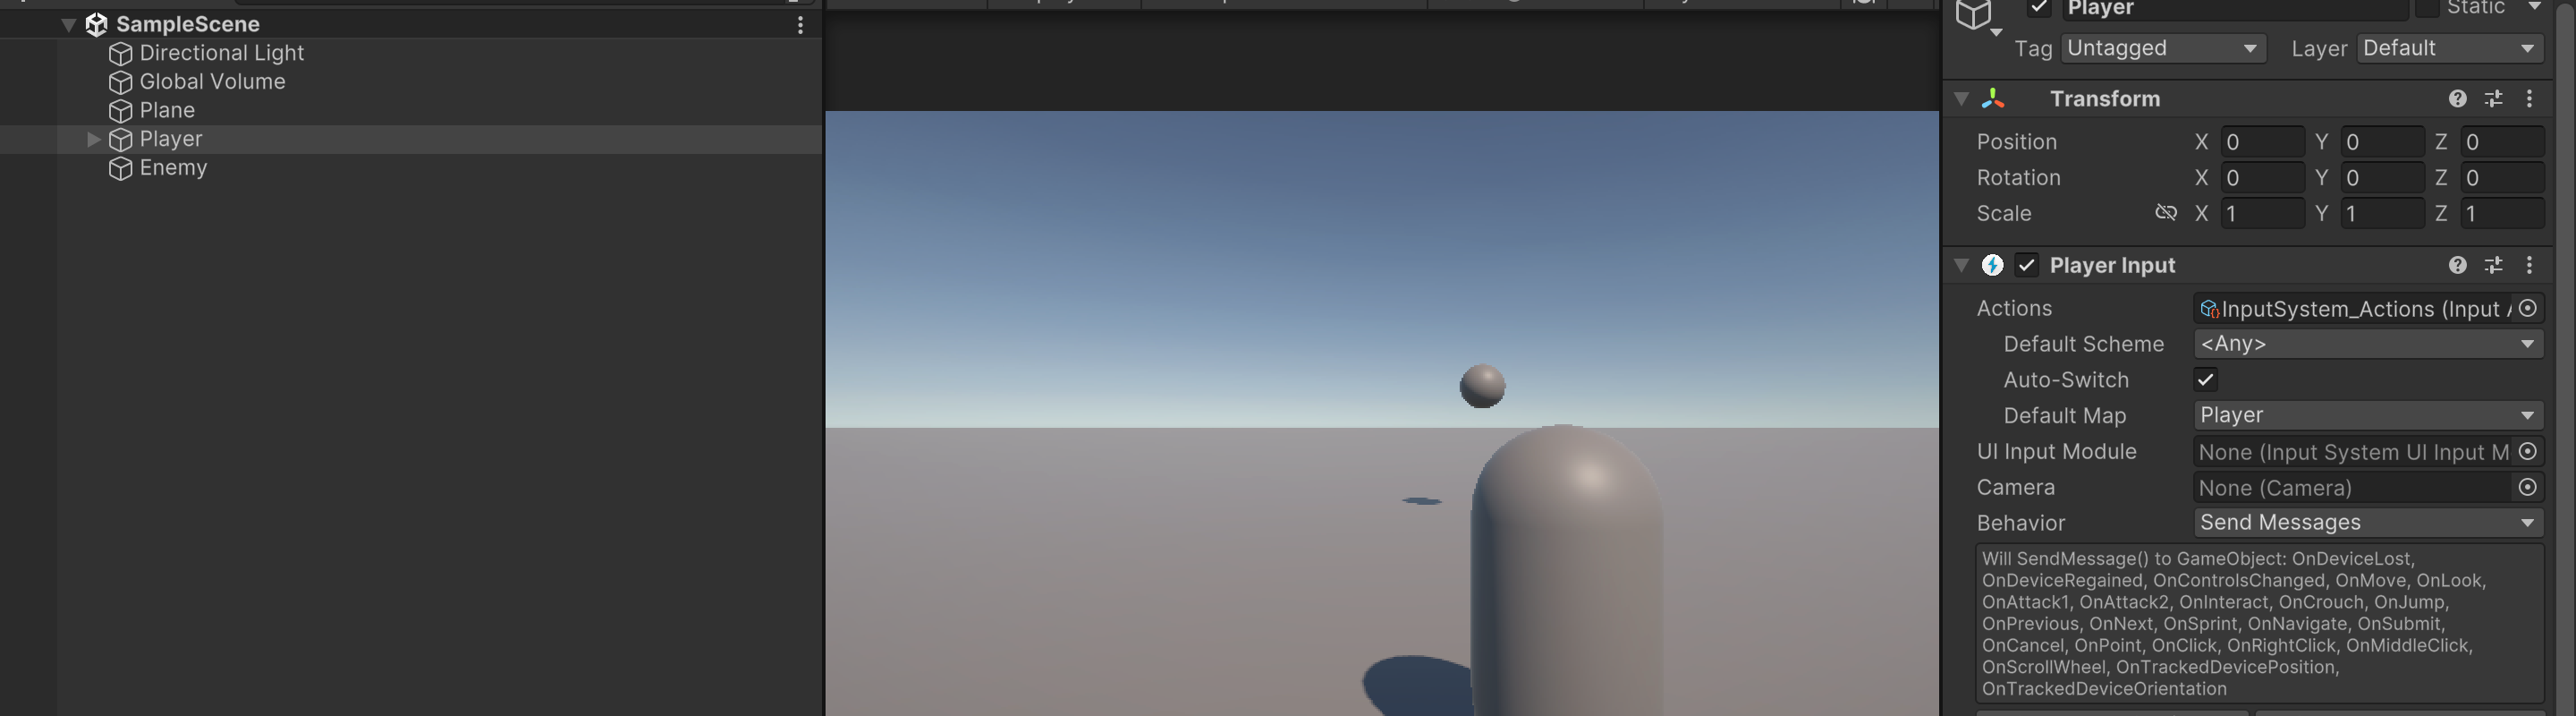 SampleScene
Directional Light
Global Volume
Plane
Player
Enemy
Player
Static
Tag Untagged Layer Default
Transform
Position X 0 Y 0 Z 0
Rotation X 0 Y 0 Z 0
Scale X 1 Y 1 Z 1
Player Input
Actions InputSystem_Actions (Input
Default Scheme <Any>
Auto-Switch
Default Map Player
UI Input Module None (Input System UI Input M
Camera None (Camera)
Behavior Send Messages
Will SendMessage() to GameObject: OnDeviceLost,
OnDeviceRegained, OnControlsChanged, OnMove, OnLook,
OnAttack1, OnAttack2, OnInteract, OnCrouch, OnJump,
OnPrevious, OnNext, OnSprint, OnNavigate, OnSubmit,
OnCancel, OnPoint, OnClick, OnRightClick, OnMiddleClick,
OnScrollWheel, OnTrackedDevicePosition,
OnTrackedDeviceOrientation